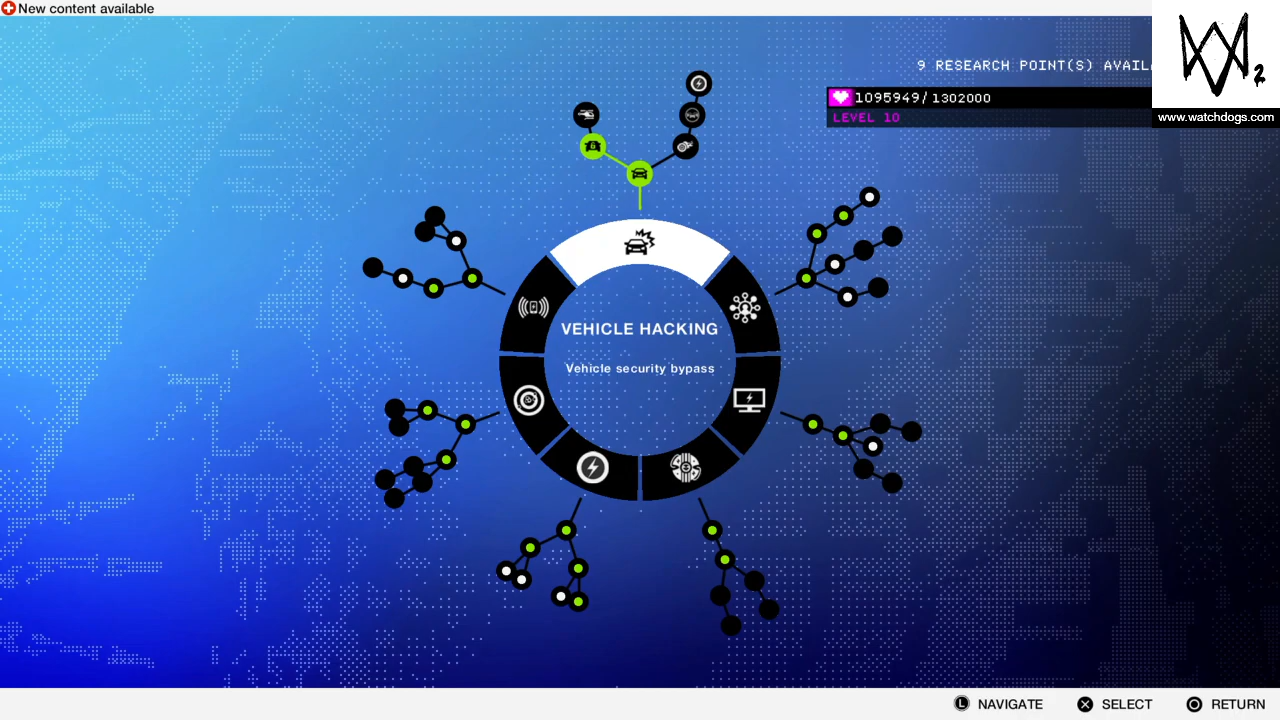 New content available
9 RESEARCH POINT(S) AVAIL
1095949/1302000
LEVEL 10
2
www.watchdogs.com
VEHICLE HACKING
Vehicle security bypass
L NAVIGATE
SELECT
RETURN